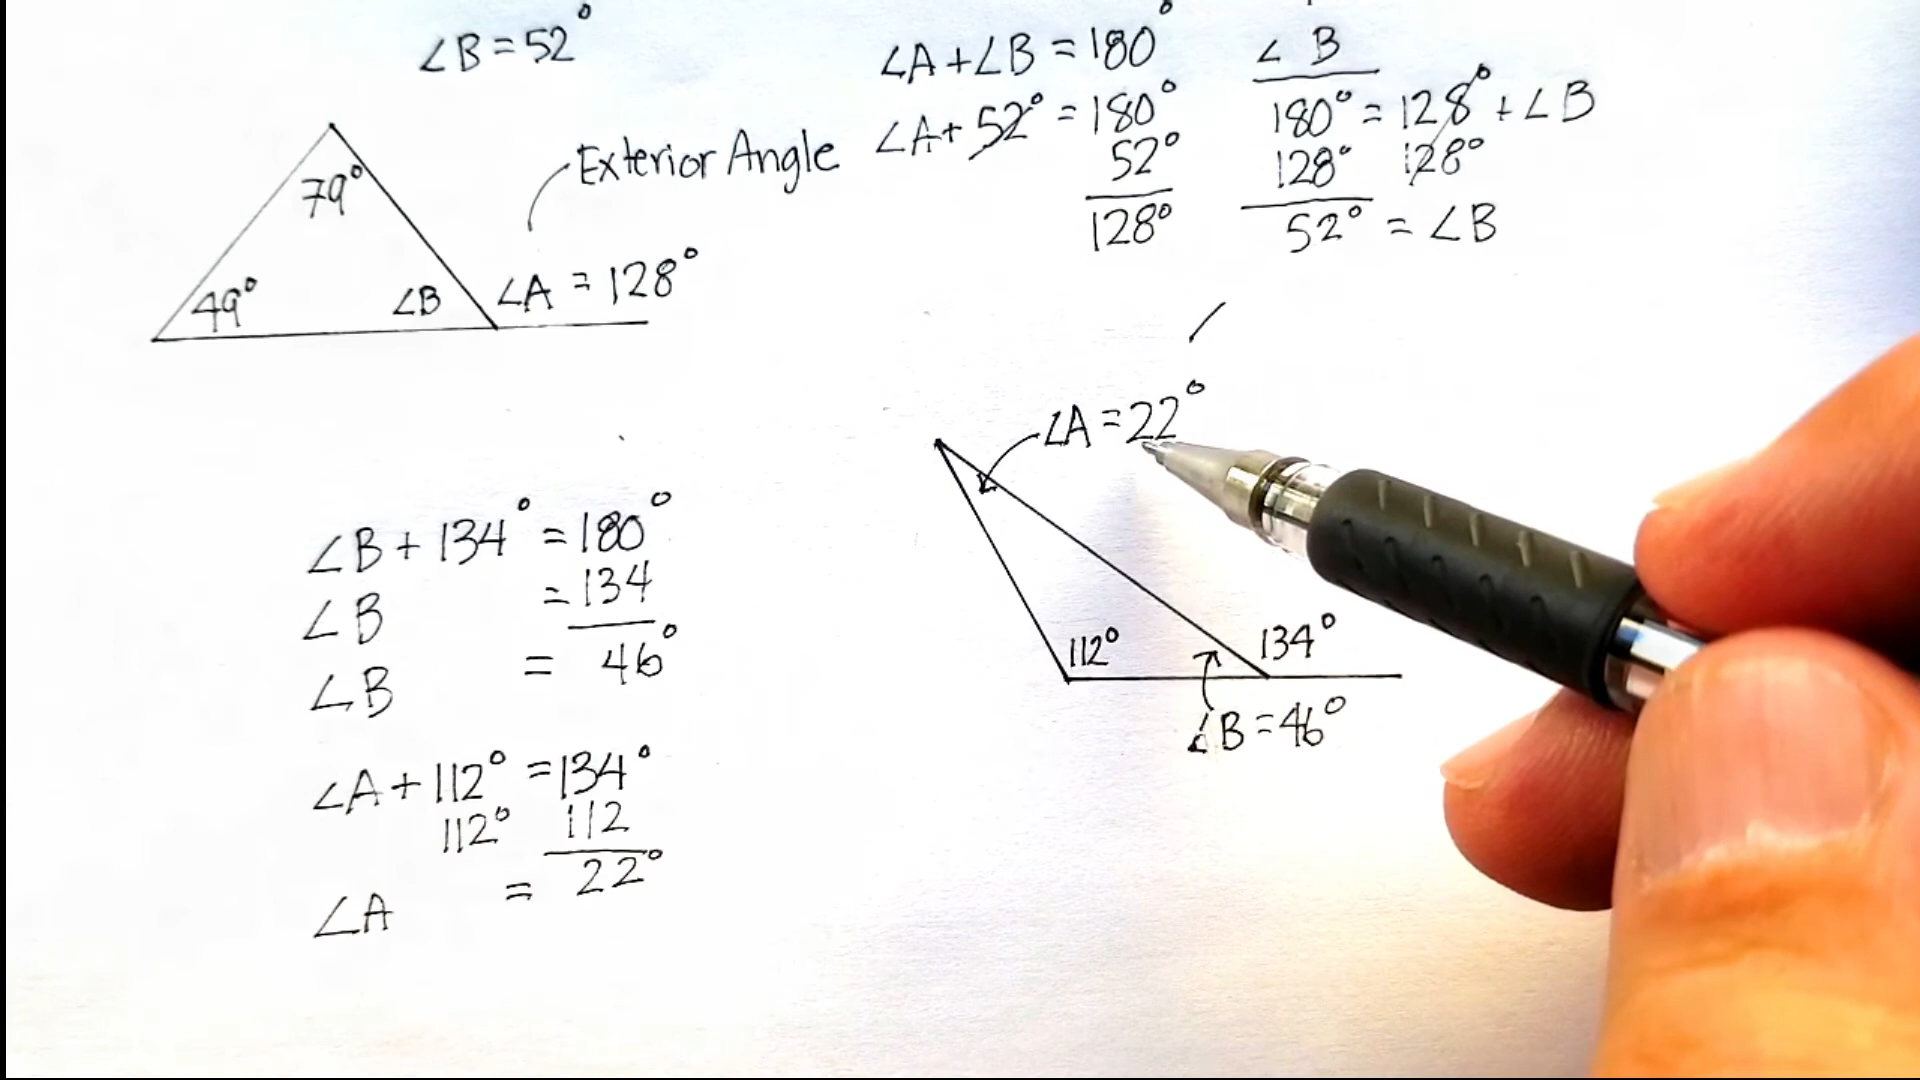 ∠B = 52°
79°
49°
∠B
∠A = 128°
Exterior Angle
∠A + ∠B = 180°
∠A + 52° = 180°
52°
128°
∠B
180° = 128° + ∠B
128° 128°
52° = ∠B
∠B + 134° = 180°
∠B = 134
∠B = 46°
∠A + 112° = 134°
112° 112
∠A = 22°
∠A = 22°
112°
134°
∠B = 46°